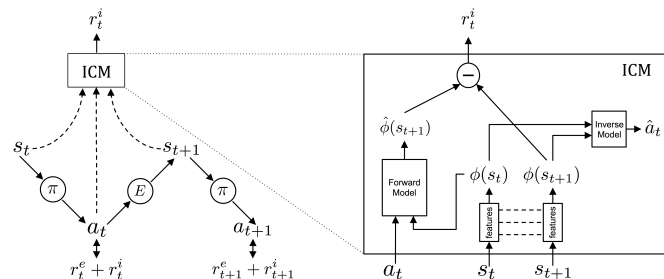 r_t^i
ICM
s_t
s_{t+1}
π
E
π
a_t
a_{t+1}
r_t^e + r_t^i
r_{t+1}^e + r_{t+1}^i
r_t^i
ICM
−
ϕ̂(s_{t+1})
Inverse
Model
â_t
Forward
Model
ϕ(s_t)
ϕ(s_{t+1})
features
features
a_t
s_t
s_{t+1}